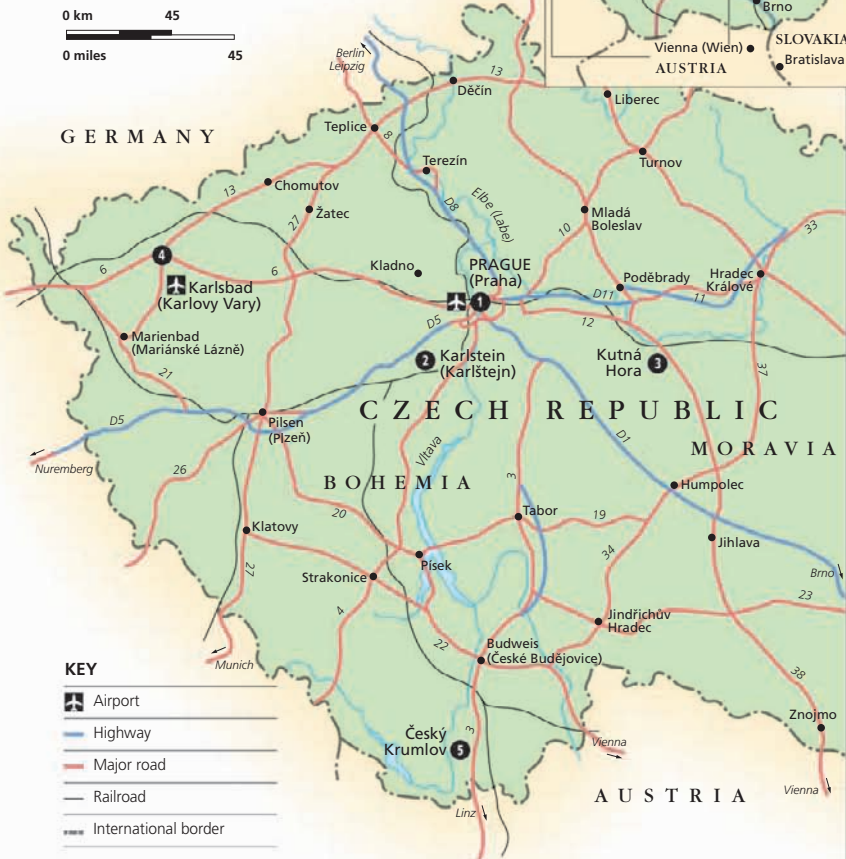 0 km 45
0 miles 45
Berlin
Leipzig
Brno
SLOVAKIA
Vienna (Wien)
AUSTRIA
Bratislava
GERMANY
13
Děčín
Liberec
Teplice
8
Turnov
Terezín
13
Chomutov
Elbe (Labe)
D8
Žatec
27
Mladá
Boleslav
10
33
4
6
6
Kladno
PRAGUE
(Praha)
Poděbrady
Hradec
Králové
Karlsbad
(Karlovy Vary)
1
D11
11
D5
12
Marienbad
(Mariánské Lázně)
2
Karlstein
(Karlštejn)
Kutná
Hora
3
37
21
CZECH REPUBLIC
D5
Pilsen
(Plzeň)
D1
MORAVIA
Nuremberg
26
Vltava
BOHEMIA
3
Humpolec
20
Tabor
19
Klatovy
Jihlava
34
Písek
Brno
27
Strakonice
23
4
Jindřichův
Hradec
22
Budweis
(České Budějovice)
Munich
38
KEY
Airport
Highway
Major road
Railroad
International border
Český
Krumlov
5
3
Znojmo
Vienna
AUSTRIA
Vienna
Linz